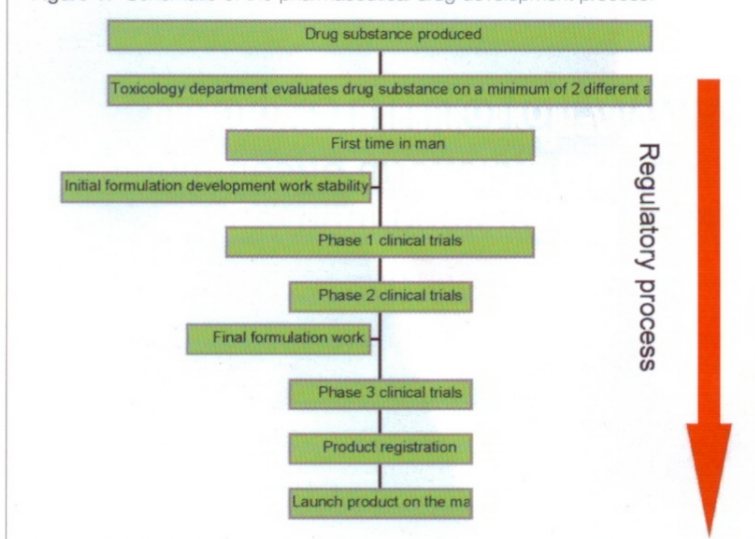 Drug substance produced
Toxicology department evaluates drug substance on a minimum of 2 different a
First time in man
Initial formulation development work stability
Phase 1 clinical trials
Phase 2 clinical trials
Final formulation work
Phase 3 clinical trials
Product registration
Launch product on the ma
Regulatory process